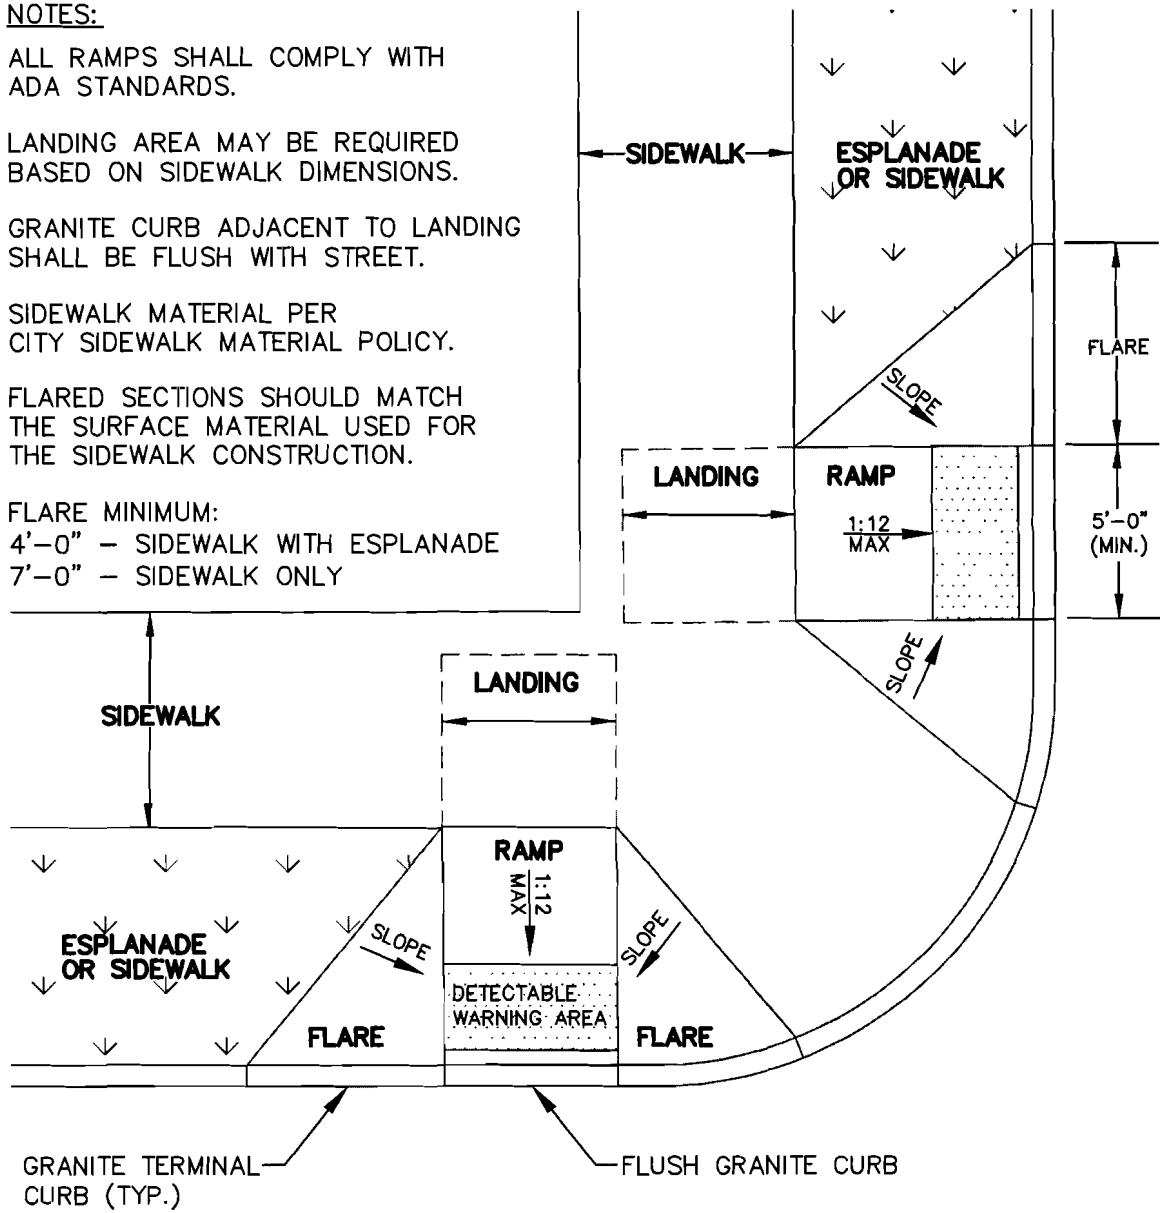 NOTES:
ALL RAMPS SHALL COMPLY WITH
ADA STANDARDS.
LANDING AREA MAY BE REQUIRED
BASED ON SIDEWALK DIMENSIONS.
GRANITE CURB ADJACENT TO LANDING
SHALL BE FLUSH WITH STREET.
SIDEWALK MATERIAL PER
CITY SIDEWALK MATERIAL POLICY.
FLARED SECTIONS SHOULD MATCH
THE SURFACE MATERIAL USED FOR
THE SIDEWALK CONSTRUCTION.
FLARE MINIMUM:
4'-0" - SIDEWALK WITH ESPLANADE
7'-0" - SIDEWALK ONLY
SIDEWALK
ESPLANADE
OR SIDEWALK
FLARE
SLOPE
LANDING
RAMP
1:12
MAX
5'-0"
(MIN.)
SLOPE
SIDEWALK
LANDING
RAMP
1:12
MAX
ESPLANADE
OR SIDEWALK
SLOPE
SLOPE
DETECTABLE
WARNING AREA
FLARE
FLARE
GRANITE TERMINAL
CURB (TYP.)
FLUSH GRANITE CURB